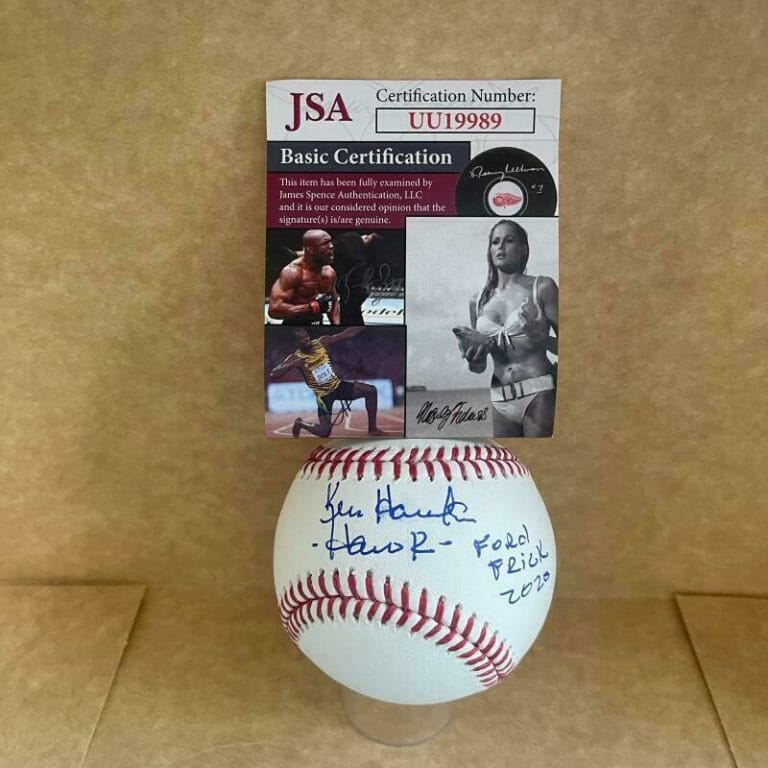 JSA
Certification Number:
UU19989
Basic Certification
This item has been fully examined by
James Spence Authentication, LLC
and it is our considered opinion that the
signature(s) is/are genuine.
#7
Ken
- Hawk -
FORD
FRICK
2020